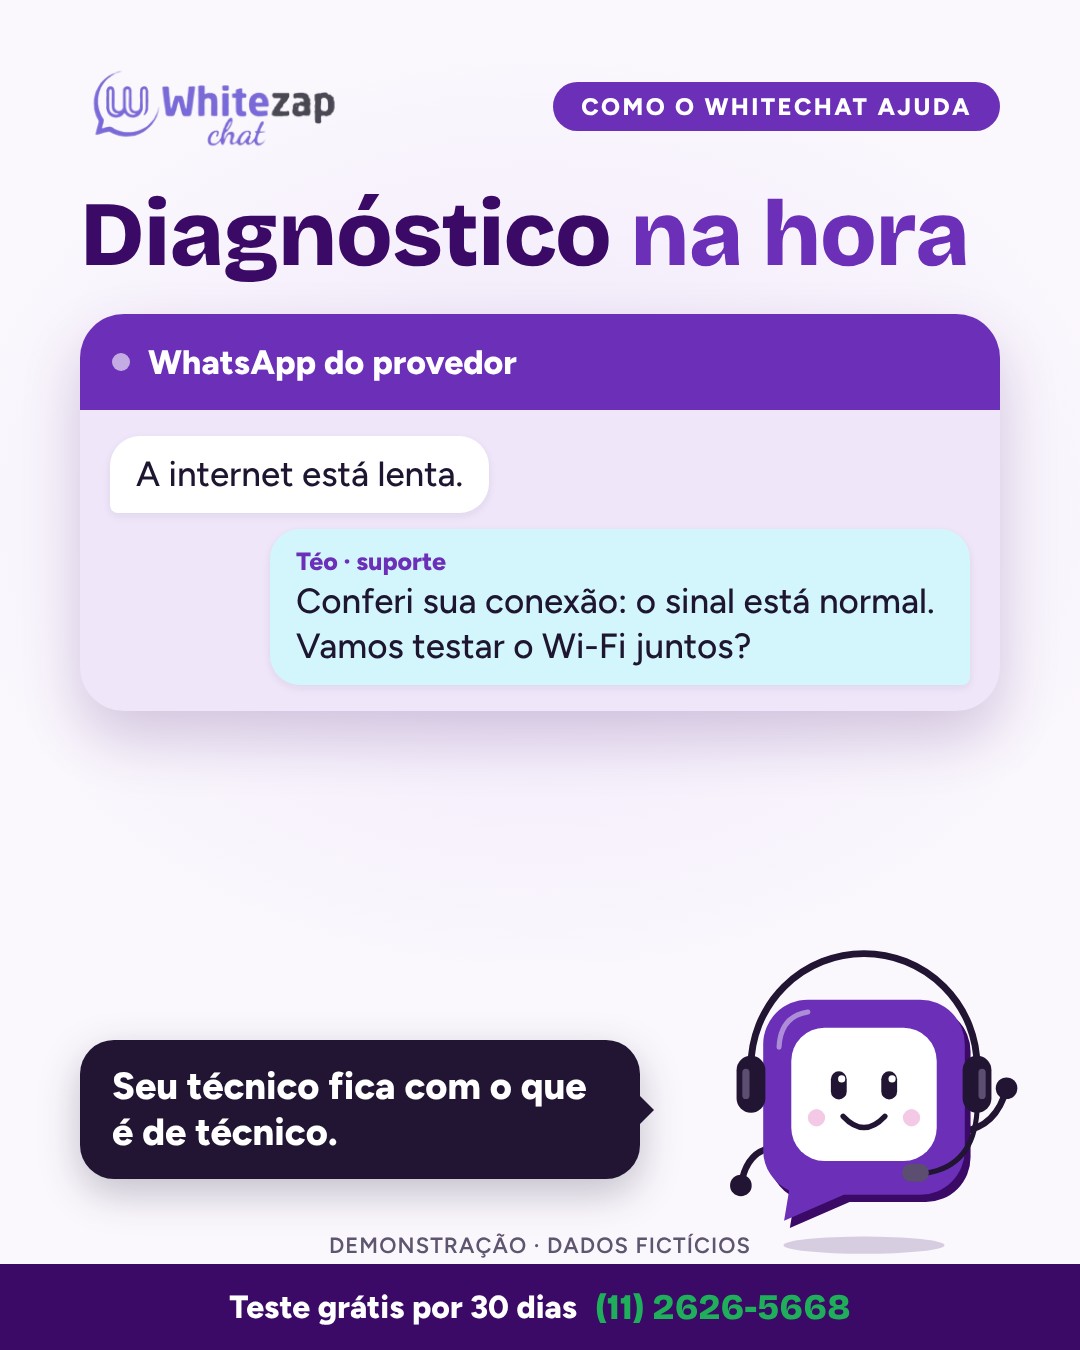 Whitezap
chat
COMO O WHITECHAT AJUDA
Diagnóstico na hora
WhatsApp do provedor
A internet está lenta.
Téo · suporte
Conferi sua conexão: o sinal está normal.
Vamos testar o Wi-Fi juntos?
Seu técnico fica com o que
é de técnico.
DEMONSTRAÇÃO · DADOS FICTÍCIOS
Teste grátis por 30 dias (11) 2626-5668